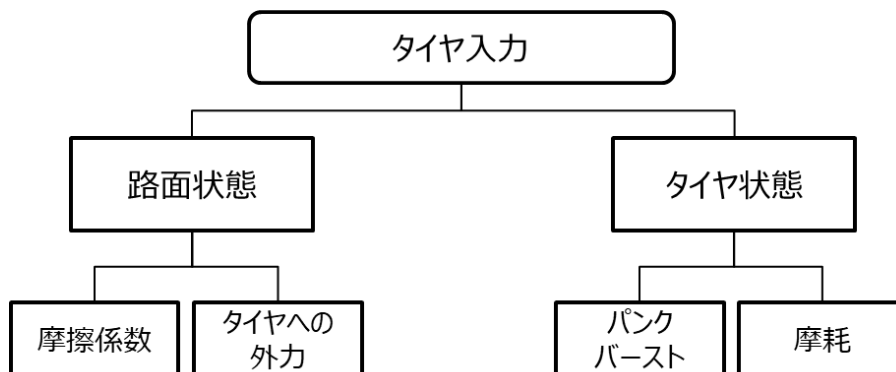 タイヤ入力
路面状態
タイヤ状態
摩擦係数
タイヤへの
外力
パンク
バースト
摩耗